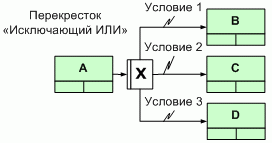 Перекресток
«Исключающий ИЛИ»
Условие 1
B
Условие 2
A
X
C
Условие 3
D